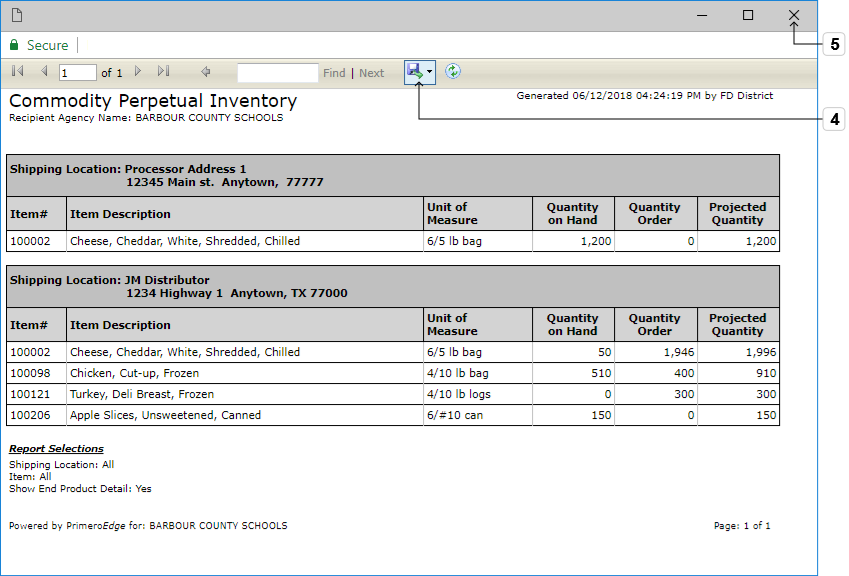 Secure
5
1 of 1 Find | Next
Commodity Perpetual Inventory
Generated 06/12/2018 04:24:19 PM by FD District
Recipient Agency Name: BARBOUR COUNTY SCHOOLS
4
Shipping Location: Processor Address 1
12345 Main st. Anytown, 77777
Item# Item Description Unit of Measure Quantity on Hand Quantity Order Projected Quantity
100002 Cheese, Cheddar, White, Shredded, Chilled 6/5 lb bag 1,200 0 1,200
Shipping Location: JM Distributor
1234 Highway 1 Anytown, TX 77000
Item# Item Description Unit of Measure Quantity on Hand Quantity Order Projected Quantity
100002 Cheese, Cheddar, White, Shredded, Chilled 6/5 lb bag 50 1,946 1,996
100098 Chicken, Cut-up, Frozen 4/10 lb bag 510 400 910
100121 Turkey, Deli Breast, Frozen 4/10 lb logs 0 300 300
100206 Apple Slices, Unsweetened, Canned 6/#10 can 150 0 150
Report Selections
Shipping Location: All
Item: All
Show End Product Detail: Yes
Powered by PrimeroEdge for: BARBOUR COUNTY SCHOOLS Page: 1 of 1